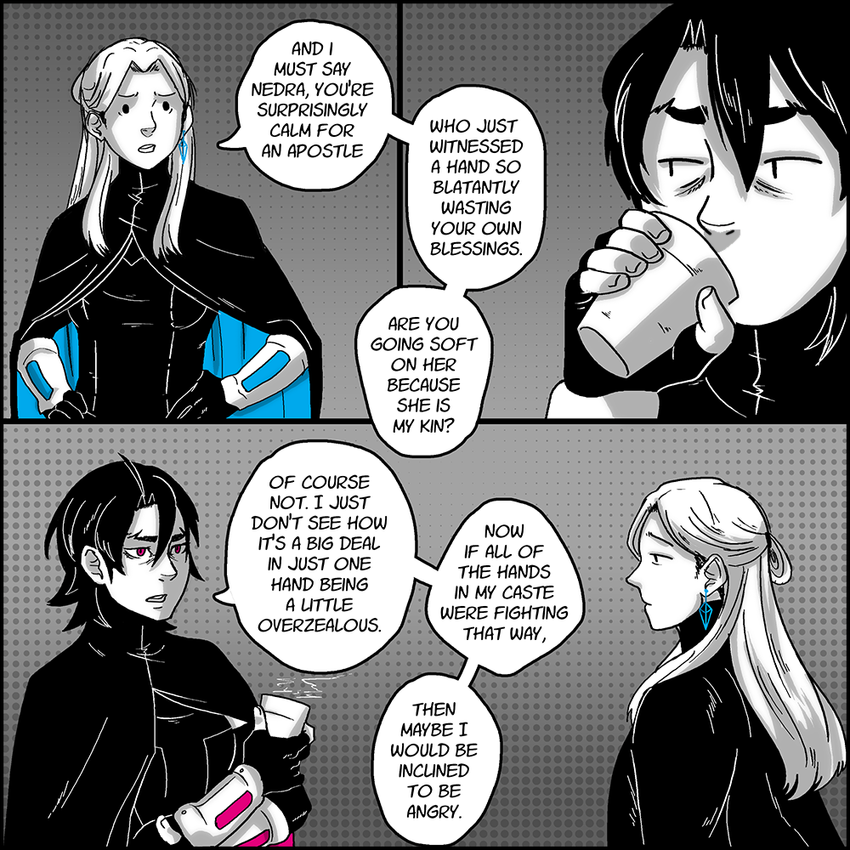 AND I
MUST SAY
NEDRA, YOU'RE
SURPRISINGLY
CALM FOR
AN APOSTLE
WHO JUST
WITNESSED
A HAND SO
BLATANTLY
WASTING
YOUR OWN
BLESSINGS.
ARE YOU
GOING SOFT
ON HER
BECAUSE
SHE IS
MY KIN?
OF COURSE
NOT. I JUST
DON'T SEE HOW
IT'S A BIG DEAL
IN JUST ONE
HAND BEING
A LITTLE
OVERZEALOUS.
NOW
IF ALL OF
THE HANDS
IN MY CASTE
WERE FIGHTING
THAT WAY,
THEN
MAYBE I
WOULD BE
INCLINED
TO BE
ANGRY.